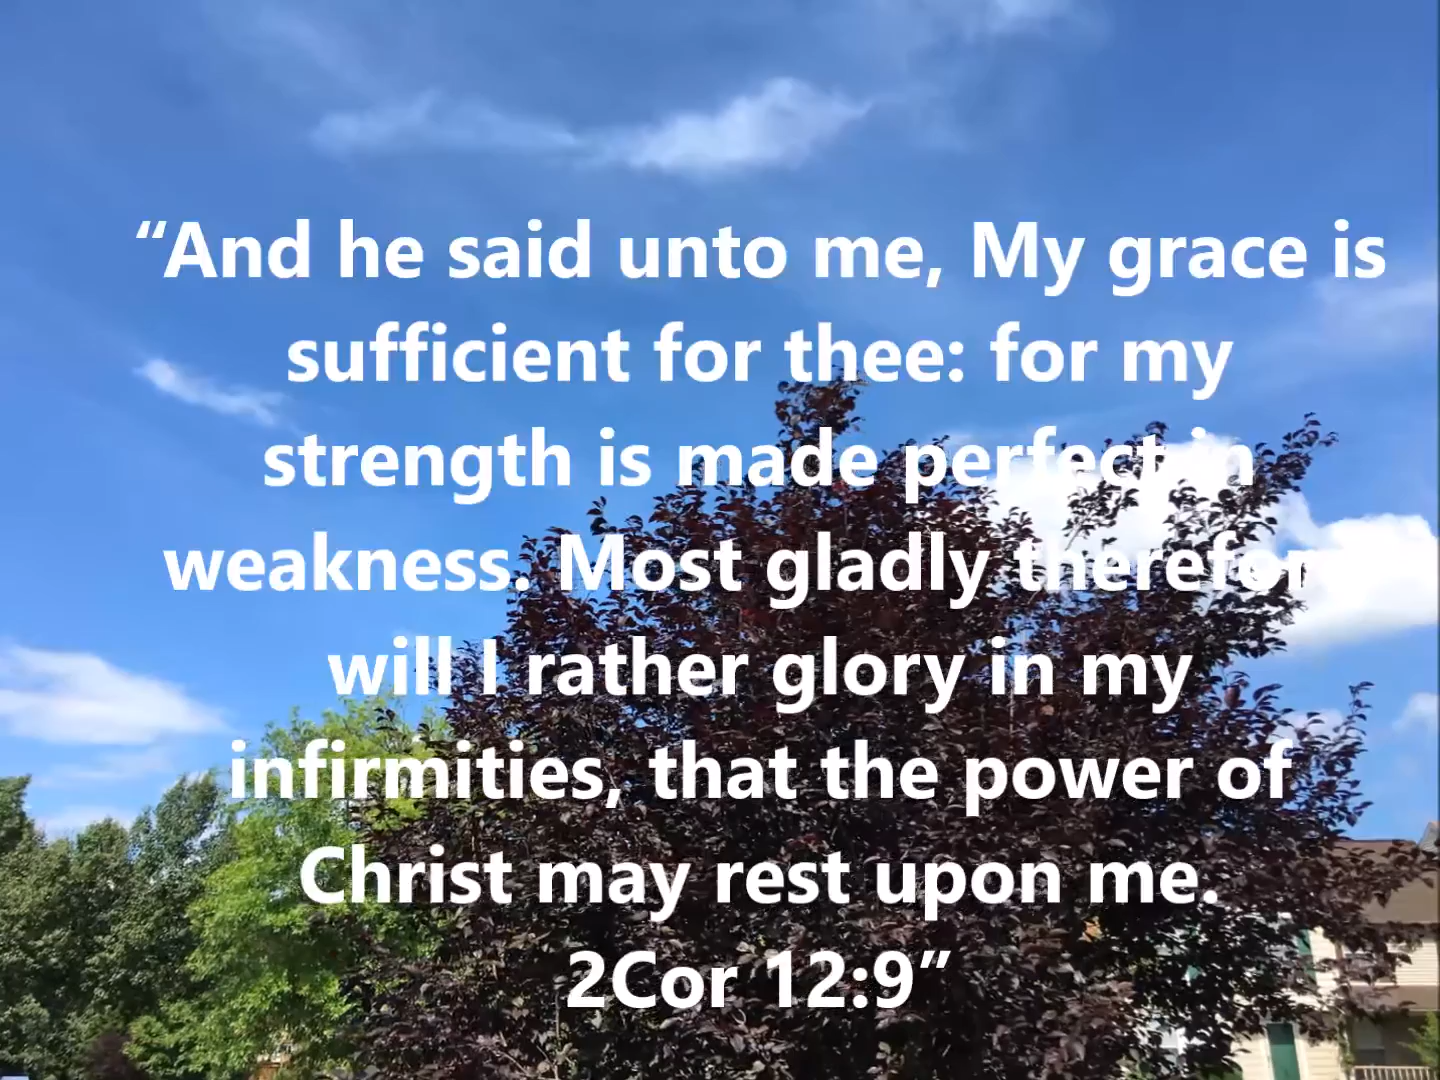 “And he said unto me, My grace is
sufficient for thee: for my
strength is made perfect in
weakness. Most gladly therefore
will I rather glory in my
infirmities, that the power of
Christ may rest upon me.
2Cor 12:9”